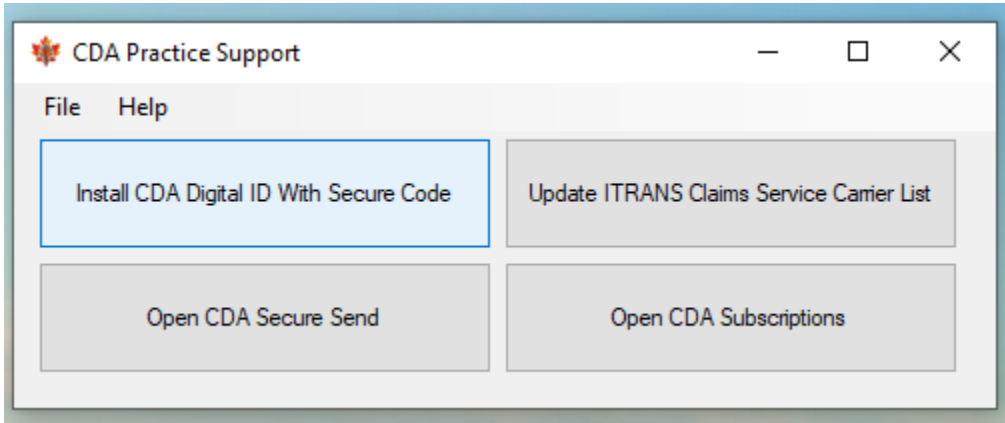 CDA Practice Support
File Help
Install CDA Digital ID With Secure Code
Update ITRANS Claims Service Carrier List
Open CDA Secure Send
Open CDA Subscriptions